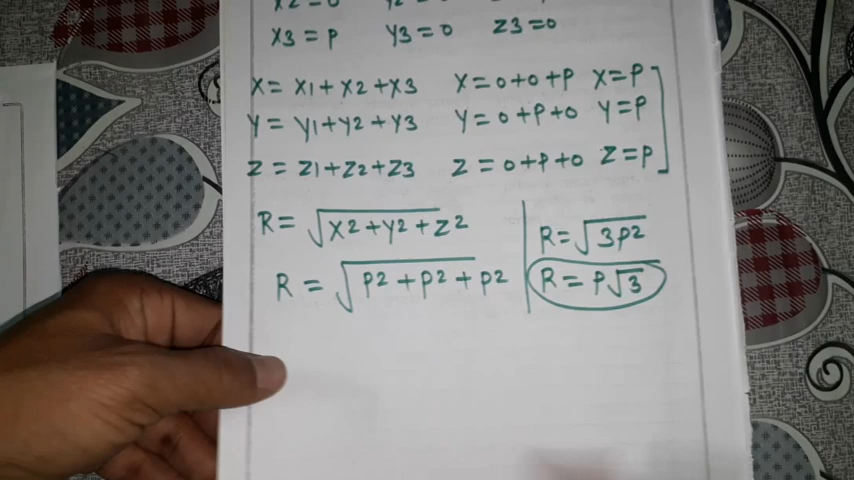 X3 = P Y3 = 0 Z3 = 0
X = X1 + X2 + X3 X = 0+0+P X = P
Y = Y1 + Y2 + Y3 Y = 0+P+0 Y = P
Z = Z1 + Z2 + Z3 Z = 0+P+0 Z = P
R = √X2 + Y2 + Z2
R = √P2 + P2 + P2
R = √3P2
R = P√3